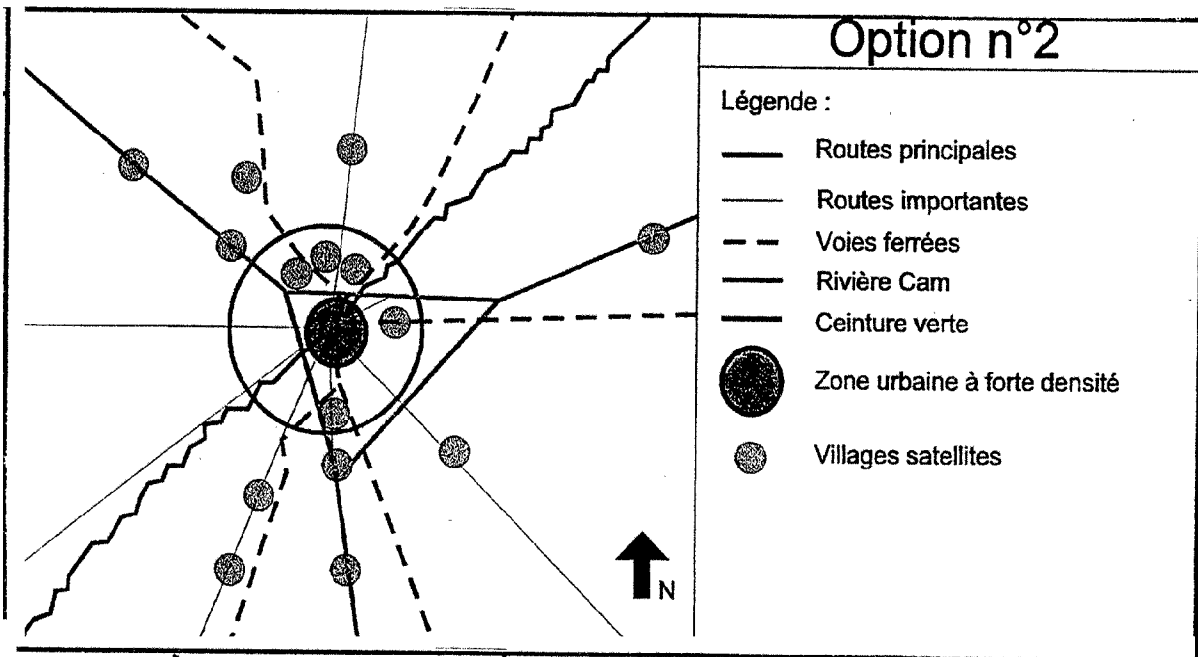 Option n°2
Légende :
Routes principales
Routes importantes
Voies ferrées
Rivière Cam
Ceinture verte
Zone urbaine à forte densité
Villages satellites
N